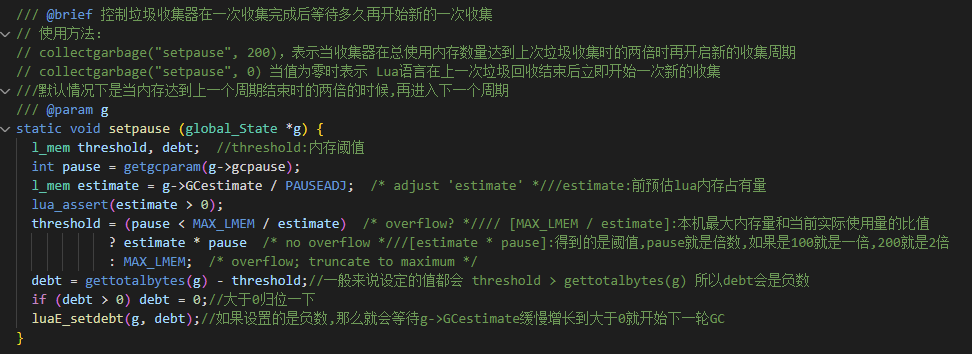 /// @brief 控制垃圾收集器在一次收集完成后等待多久再开始新的一次收集
// 使用方法:
// collectgarbage("setpause", 200), 表示当收集器在总使用内存数量达到上次垃圾收集时的两倍时再开启新的收集周期
// collectgarbage("setpause", 0) 当值为零时表示 Lua语言在上一次垃圾回收结束后立即开始一次新的收集
///默认情况下是当内存达到上一个周期结束时的两倍的时候,再进入下一个周期
/// @param g
static void setpause (global_State *g) {
l_mem threshold, debt;  //threshold:内存阈值
int pause = getgcparam(g->gcpause);
l_mem estimate = g->GCestimate / PAUSEADJ;  /* adjust 'estimate' *///estimate:前预估lua内存占有量
lua_assert(estimate > 0);
threshold = (pause < MAX_LMEM / estimate)  /* overflow? *//// [MAX_LMEM / estimate]:本机最大内存量和当前实际使用量的比值
? estimate * pause  /* no overflow *///[estimate * pause]:得到的是阈值,pause就是倍数,如果是100就是一倍,200就是2倍
: MAX_LMEM;  /* overflow; truncate to maximum */
debt = gettotalbytes(g) - threshold;//一般来说设定的值都会 threshold > gettotalbytes(g) 所以debt会是负数
if (debt > 0) debt = 0;//大于0归位一下
luaE_setdebt(g, debt);//如果设置的是负数,那么就会等待g->GCestimate缓慢增长到大于0就开始下一轮GC
}